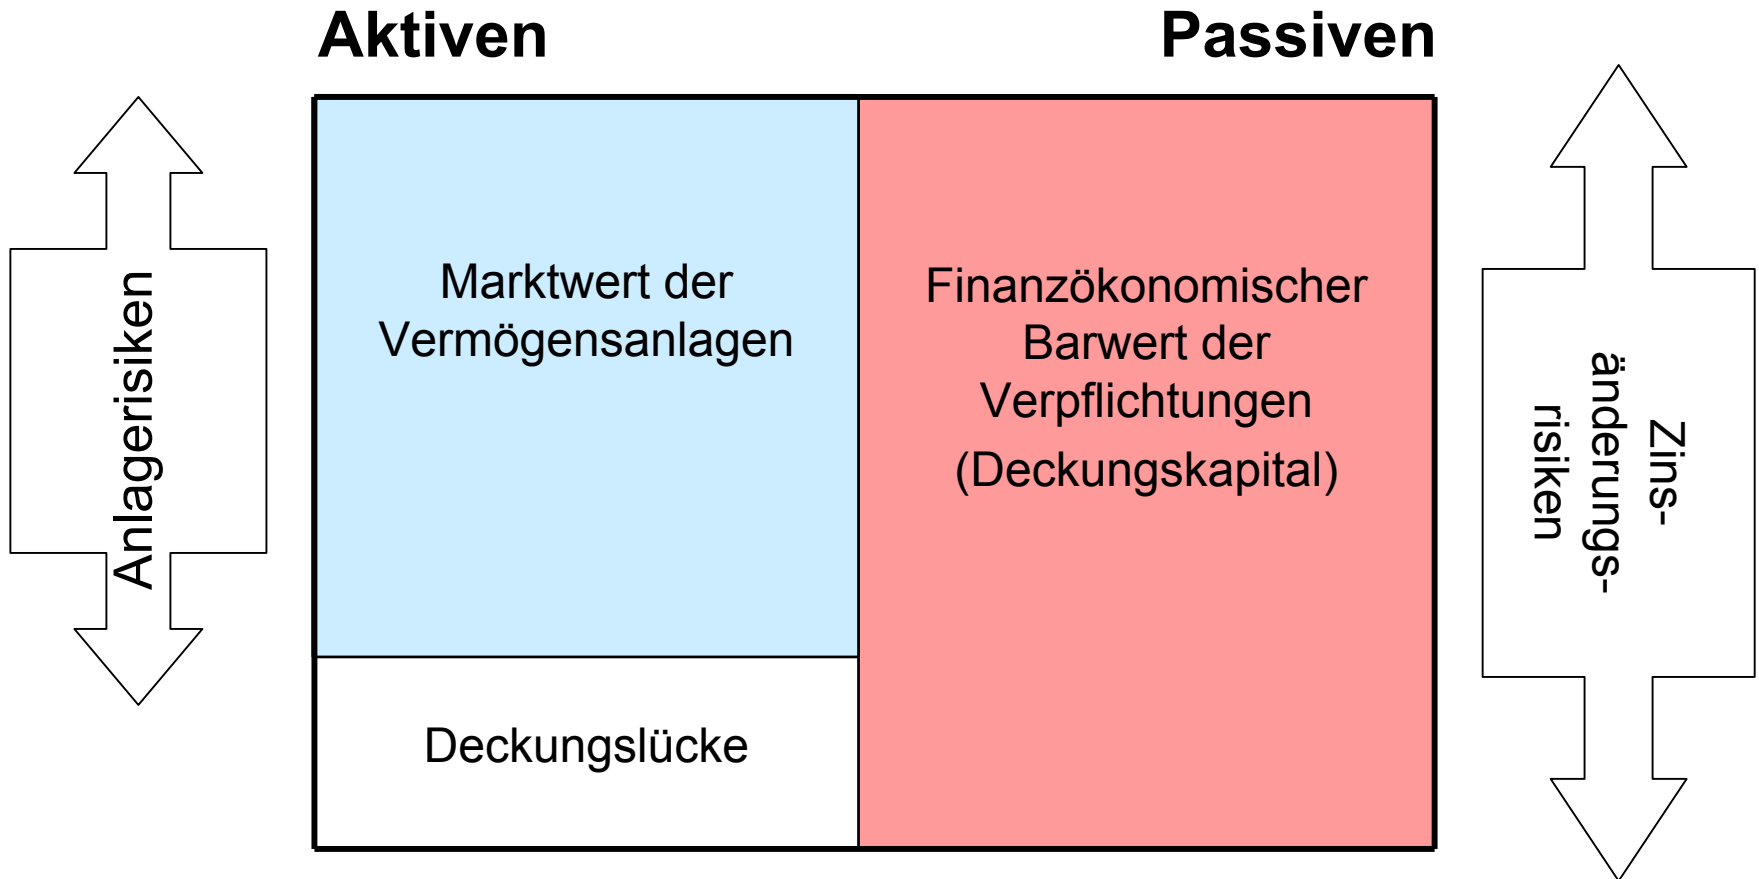 Aktiven
Passiven
Anlagerisiken
Marktwert der
Vermögensanlagen
Deckungslücke
Finanzökonomischer
Barwert der
Verpflichtungen
(Deckungskapital)
Zins-
änderungs-
risiken